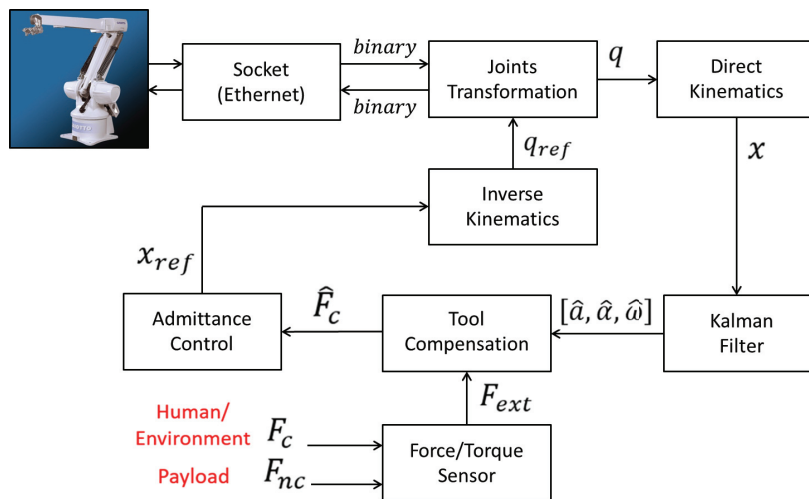 Socket
(Ethernet)
binary
binary
Joints
Transformation
q
Direct
Kinematics
q_ref
x
Inverse
Kinematics
x_ref
Admittance
Control
F̂_c
Tool
Compensation
[â, α̂, ω̂]
Kalman
Filter
F_ext
Human/
Environment F_c
Payload F_nc
Force/Torque
Sensor